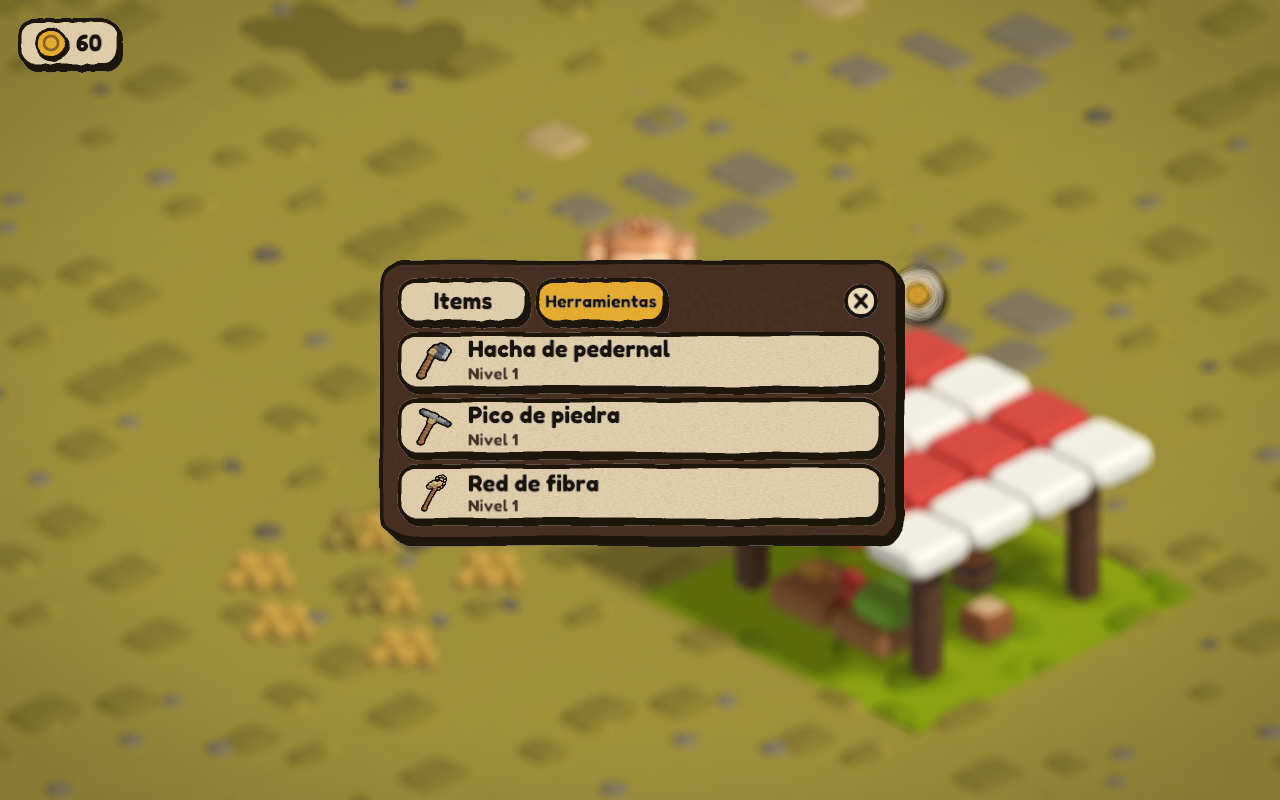 60
Items
Herramientas
Hacha de pedernal
Nivel 1
Pico de piedra
Nivel 1
Red de fibra
Nivel 1